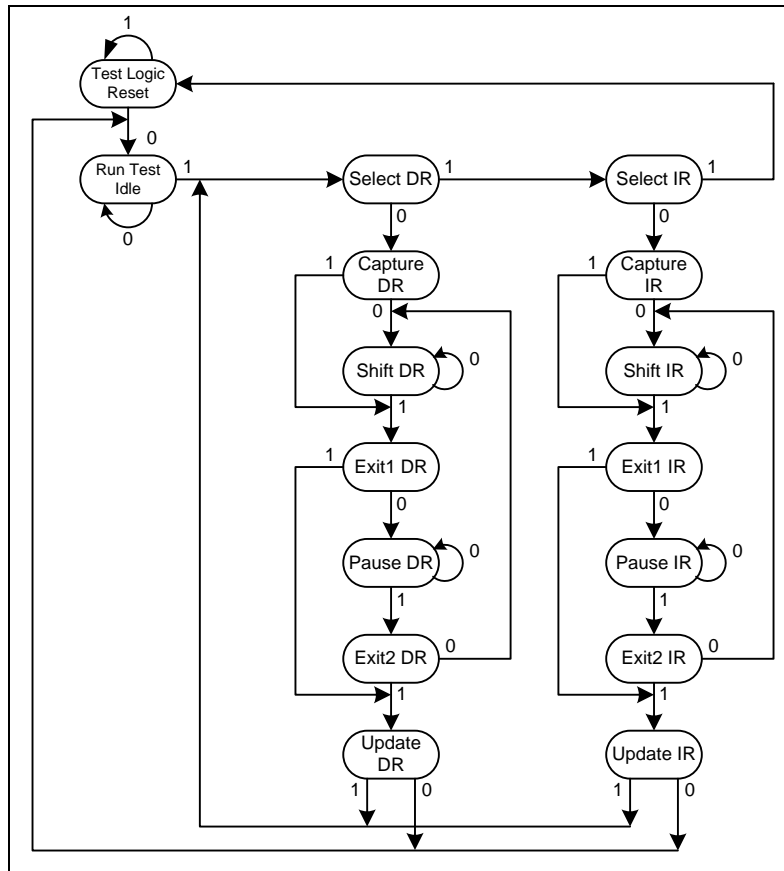 1
Test Logic
Reset
0
Run Test
Idle
1
0
Select DR
1
0
Select IR
1
0
Capture
DR
1
0
Capture
IR
1
0
Shift DR
0
1
Shift IR
0
1
1
Exit1 DR
0
1
Exit1 IR
0
Pause DR
0
1
Pause IR
0
1
Exit2 DR
0
1
Exit2 IR
0
1
Update
DR
1
0
Update IR
1
0